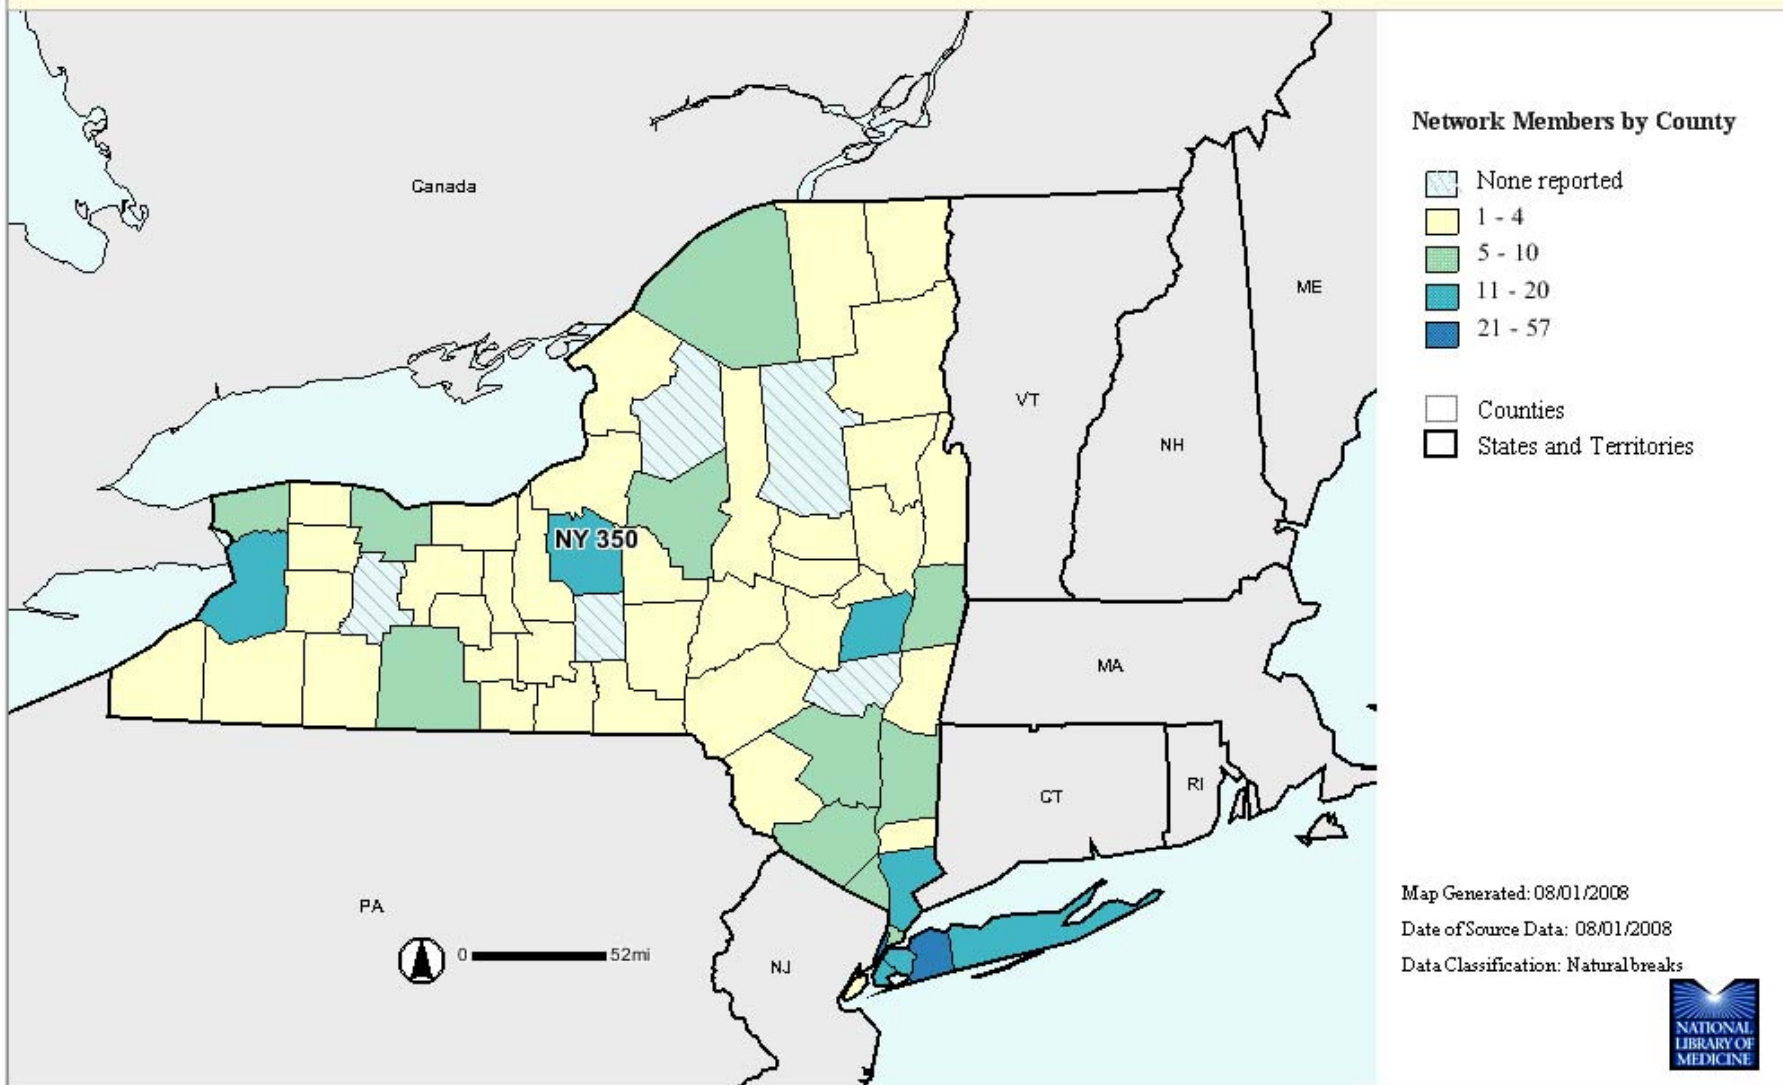 Canada
ME
VT
NH
NY 350
MA
CT
RI
PA
NJ
0 52mi
Network Members by County
None reported
1 - 4
5 - 10
11 - 20
21 - 57
Counties
States and Territories
Map Generated: 08/01/2008
Date of Source Data: 08/01/2008
Data Classification: Natural breaks
NATIONAL
LIBRARY OF
MEDICINE